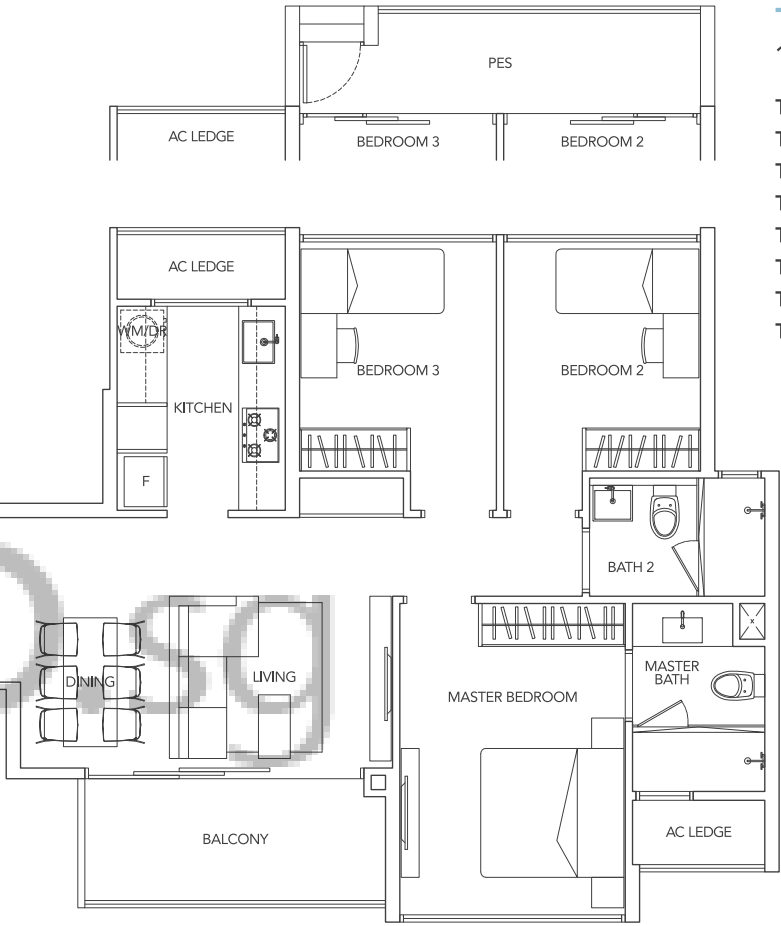 PES
AC LEDGE
BEDROOM 3
BEDROOM 2
AC LEDGE
WM/DR
BEDROOM 3
BEDROOM 2
KITCHEN
F
BATH 2
DINING
LIVING
MASTER BEDROOM
MASTER
BATH
BALCONY
AC LEDGE
.sg